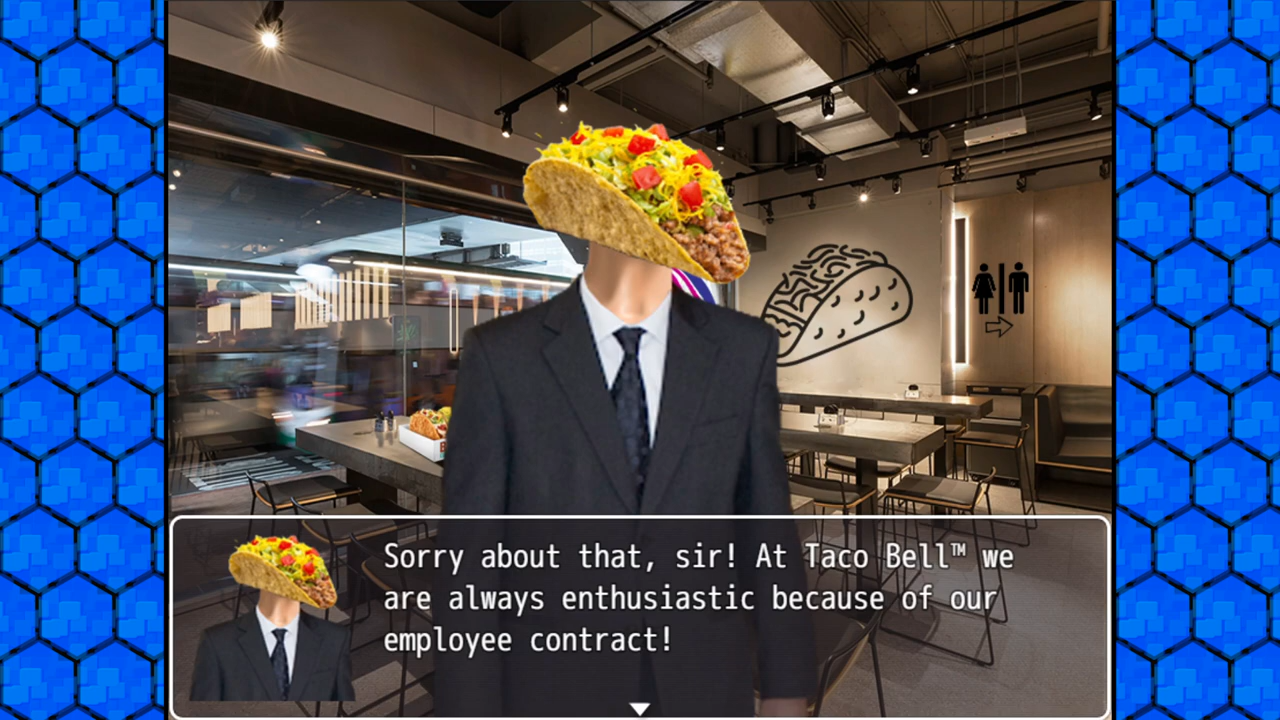 Sorry about that, sir! At Taco Bell™ we
are always enthusiastic because of our
employee contract!